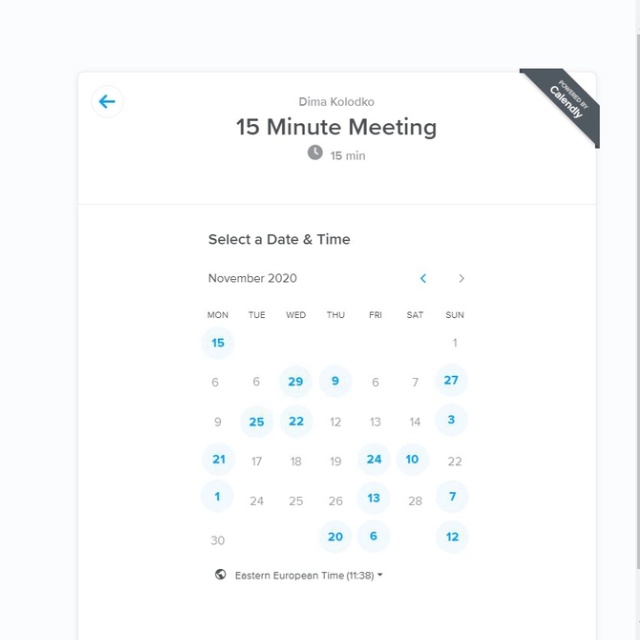 POWERED BY
Calendly
Dima Kolodko
15 Minute Meeting
15 min
Select a Date & Time
November 2020
MON TUE WED THU FRI SAT SUN
15 1
6 6 29 9 6 7 27
9 25 22 12 13 14 3
21 17 18 19 24 10 22
1 24 25 26 13 28 7
30 20 6 12
Eastern European Time (11:38)